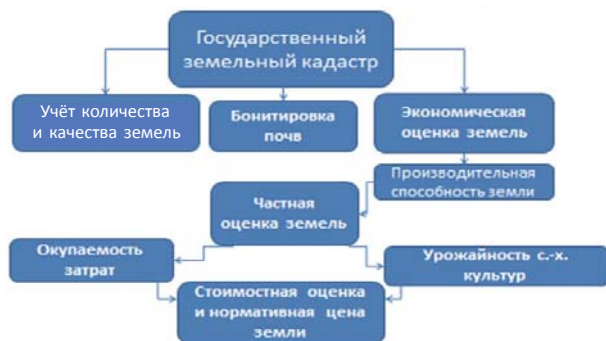 Государственный
земельный кадастр
Учёт количества
и качества земель
Бонитировка
почв
Экономическая
оценка земель
Производительная
способность земли
Частная
оценка земель
Окупаемость
затрат
Урожайность с.-х.
культур
Стоимостная оценка
и нормативная цена
земли